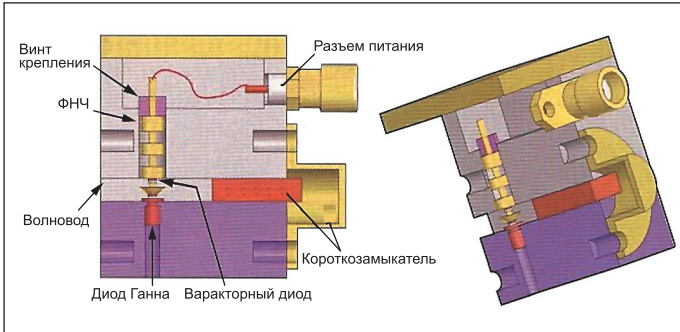 Винт
крепления
ФНЧ
Волновод
Диод Ганна
Варакторный диод
Разъем питания
Короткозамыкатель